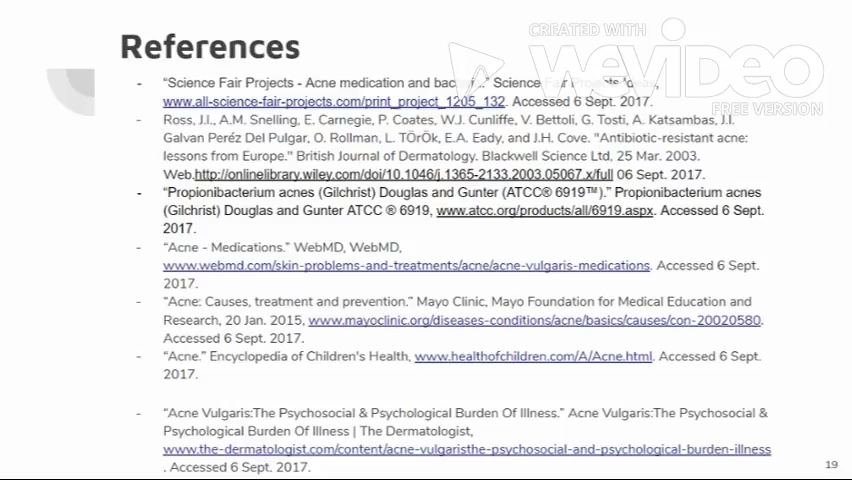 CREATED WITH
WeVideo
FREE VERSION
References
- “Science Fair Projects - Acne medication and bacteria.” Science Fair Projects Ideas,
www.all-science-fair-projects.com/print_project_1205_132. Accessed 6 Sept. 2017.
- Ross, J.I., A.M. Snelling, E. Carnegie, P. Coates, W.J. Cunliffe, V. Bettoli, G. Tosti, A. Katsambas, J.I.
Galvan Peréz Del Pulgar, O. Rollman, L. TÖrÖk, E.A. Eady, and J.H. Cove. "Antibiotic-resistant acne:
lessons from Europe." British Journal of Dermatology. Blackwell Science Ltd, 25 Mar. 2003.
Web.http://onlinelibrary.wiley.com/doi/10.1046/j.1365-2133.2003.05067.x/full 06 Sept. 2017.
- “Propionibacterium acnes (Gilchrist) Douglas and Gunter (ATCC® 6919™).” Propionibacterium acnes
(Gilchrist) Douglas and Gunter ATCC ® 6919, www.atcc.org/products/all/6919.aspx. Accessed 6 Sept.
2017.
- “Acne - Medications.” WebMD, WebMD,
www.webmd.com/skin-problems-and-treatments/acne/acne-vulgaris-medications. Accessed 6 Sept.
2017.
- “Acne: Causes, treatment and prevention.” Mayo Clinic, Mayo Foundation for Medical Education and
Research, 20 Jan. 2015, www.mayoclinic.org/diseases-conditions/acne/basics/causes/con-20020580.
Accessed 6 Sept. 2017.
- “Acne.” Encyclopedia of Children's Health, www.healthofchildren.com/A/Acne.html. Accessed 6 Sept.
2017.
- “Acne Vulgaris:The Psychosocial & Psychological Burden Of Illness.” Acne Vulgaris:The Psychosocial &
Psychological Burden Of Illness | The Dermatologist,
www.the-dermatologist.com/content/acne-vulgaristhe-psychosocial-and-psychological-burden-illness
. Accessed 6 Sept. 2017.
19